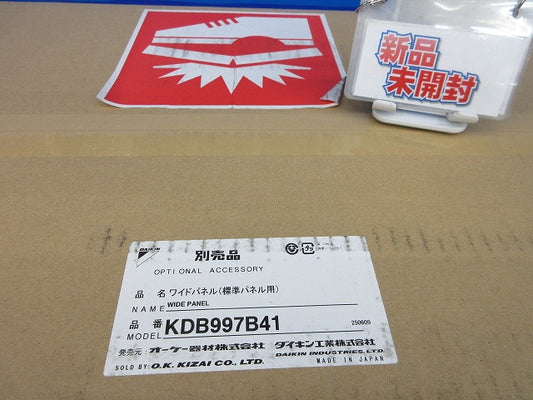 新品
未開封
DAIKIN
別売品
OPTIONAL ACCESSORY
品 名 ワイドパネル(標準パネル用)
NAME WIDE PANEL
品 番 KDB997B41 250609
MODEL
発売元: オーケー器材株式会社 ダイキン工業株式会社
SOLD BY: O.K. KIZAI CO., LTD. DAIKIN INDUSTRIES, LTD.
MADE IN JAPAN